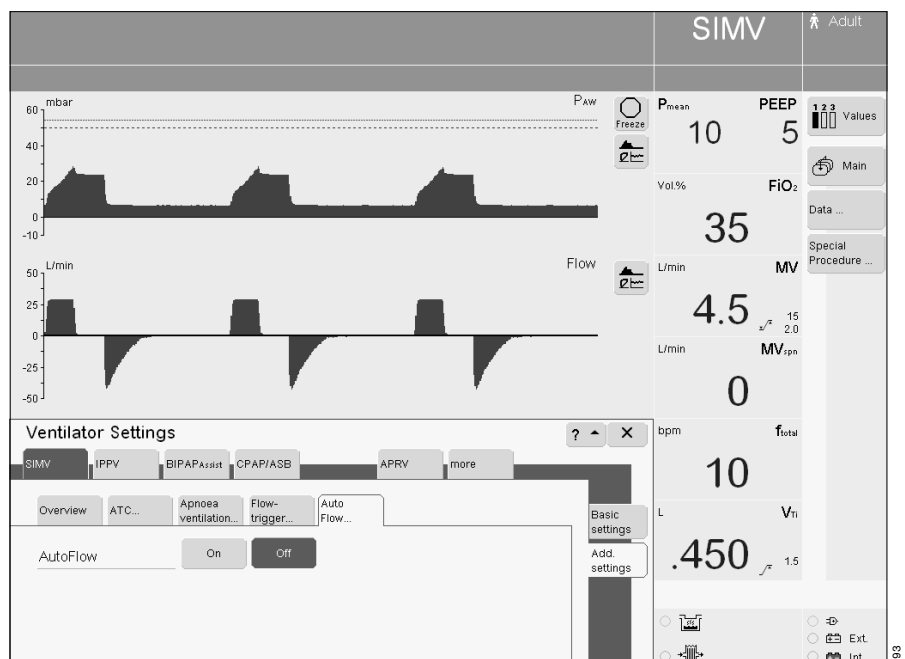 SIMV
Adult
mbar
PAW
60
40
20
0
-10
Freeze
L/min
Flow
50
25
0
-25
-50
Pmean PEEP
10 5
Vol.% FiO2
35
L/min MV
4.5 15
2.0
L/min MVspn
0
bpm ftotal
10
L VTi
.450 1.5
1 2 3 Values
Main
Data ...
Special
Procedure ...
Ventilator Settings
? X
SIMV IPPV BIPAPAssist CPAP/ASB APRV more
Overview ATC... Apnoea
ventilation... Flow-
trigger... Auto
Flow...
AutoFlow On Off
Basic
settings
Add.
settings
Ext.
Int.
93